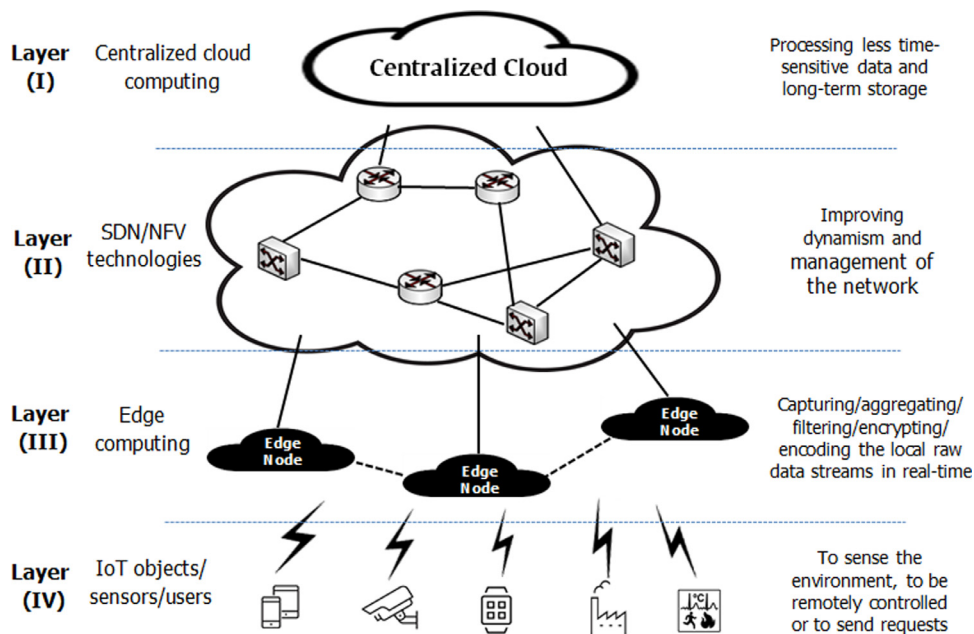 Layer
(I)
Centralized cloud
computing
Centralized Cloud
Processing less time-
sensitive data and
long-term storage
Layer
(II)
SDN/NFV
technologies
Improving
dynamism and
management of
the network
Layer
(III)
Edge
computing
Edge
Node
Edge
Node
Edge
Node
Capturing/aggregating/
filtering/encrypting/
encoding the local raw
data streams in real-time
Layer
(IV)
IoT objects/
sensors/users
°C
To sense the
environment, to be
remotely controlled
or to send requests